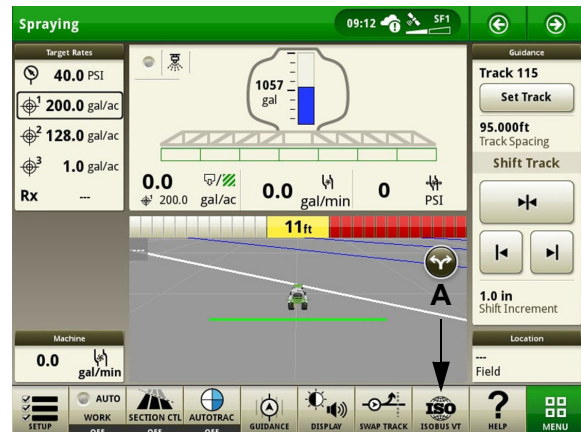 Spraying
09:12
SF1
Target Rates
40.0 PSI
1 200.0 gal/ac
2 128.0 gal/ac
3 1.0 gal/ac
Rx ---
1057
gal
0.0
200.0
/
gal/ac
0.0
gal/min
0
PSI
11ft
---
A
Guidance
Track 115
Set Track
95.000ft
Track Spacing
Shift Track
1.0 in
Shift Increment
Machine
0.0
gal/min
Location
---
Field
SETUP
AUTO
WORK
OFF
SECTION CTL
OFF
AUTOTRAC
OFF
GUIDANCE
DISPLAY
SWAP TRACK
ISO
ISOBUS VT
?
HELP
MENU